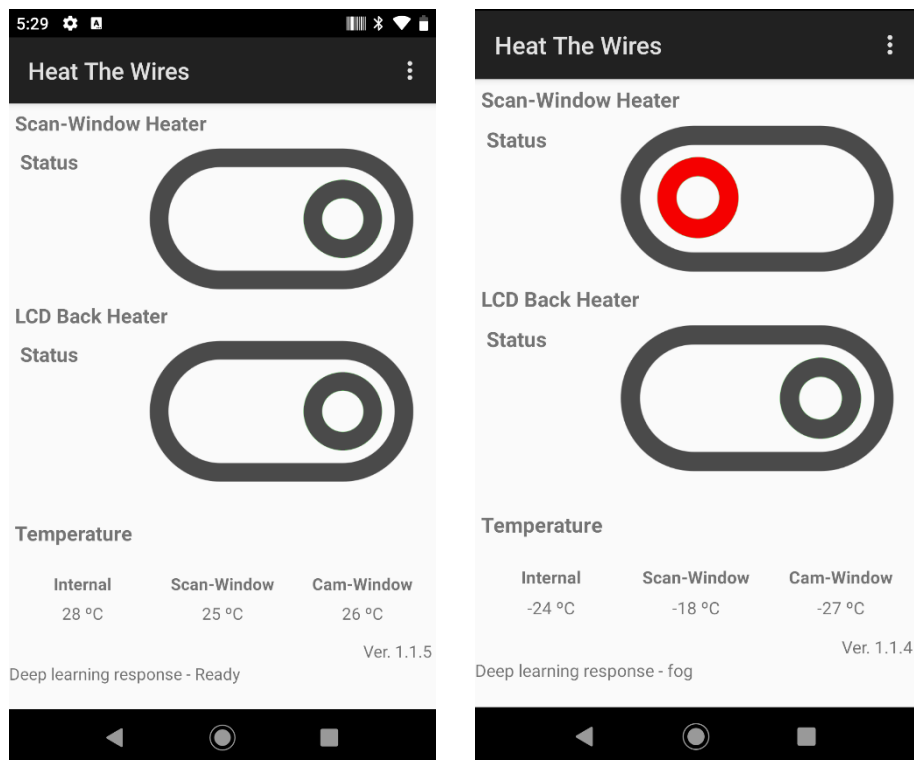 5:29
Heat The Wires
Scan-Window Heater
Status
LCD Back Heater
Status
Temperature
Internal Scan-Window Cam-Window
28 ºC 25 ºC 26 ºC
Ver. 1.1.5
Deep learning response - Ready
Heat The Wires
Scan-Window Heater
Status
LCD Back Heater
Status
Temperature
Internal Scan-Window Cam-Window
-24 ºC -18 ºC -27 ºC
Ver. 1.1.4
Deep learning response - fog